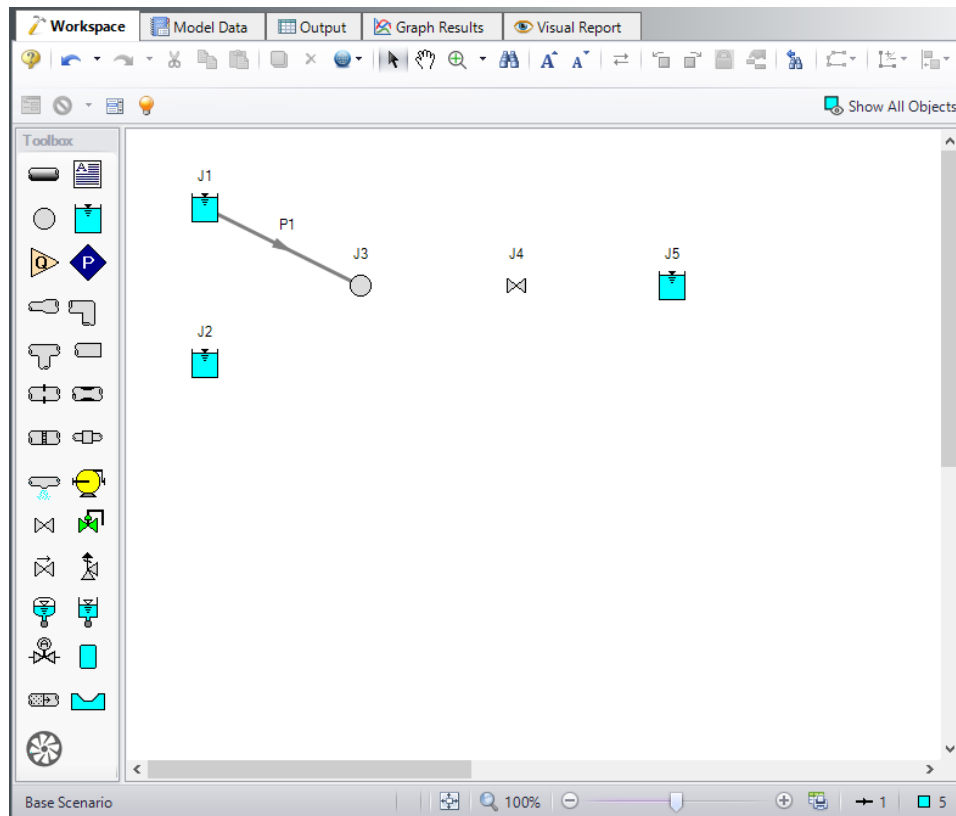 Workspace Model Data Output Graph Results Visual Report
A A
Show All Objects
Toolbox
A
J1
P1
Q P
J3 J4 J5
J2
A
Base Scenario 100% 1 5